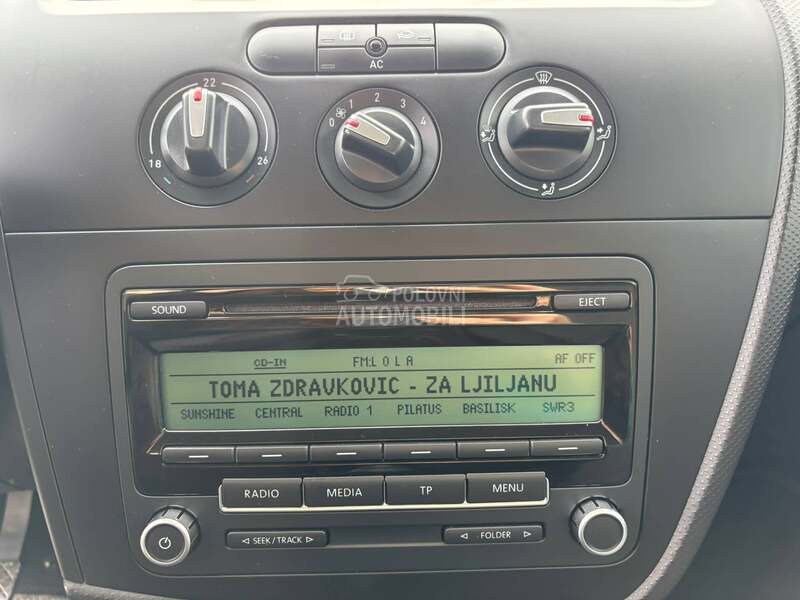 AC
22
18
26
0
1
2
3
4
SOUND
POLOVNI
AUTOMOBILI
EJECT
CD-IN FM:L O L A AF OFF
TOMA ZDRAVKOVIC - ZA LJILJANU
SUNSHINE CENTRAL RADIO 1 PILATUS BASILISK SWR3
RADIO MEDIA TP MENU
SEEK/TRACK
FOLDER